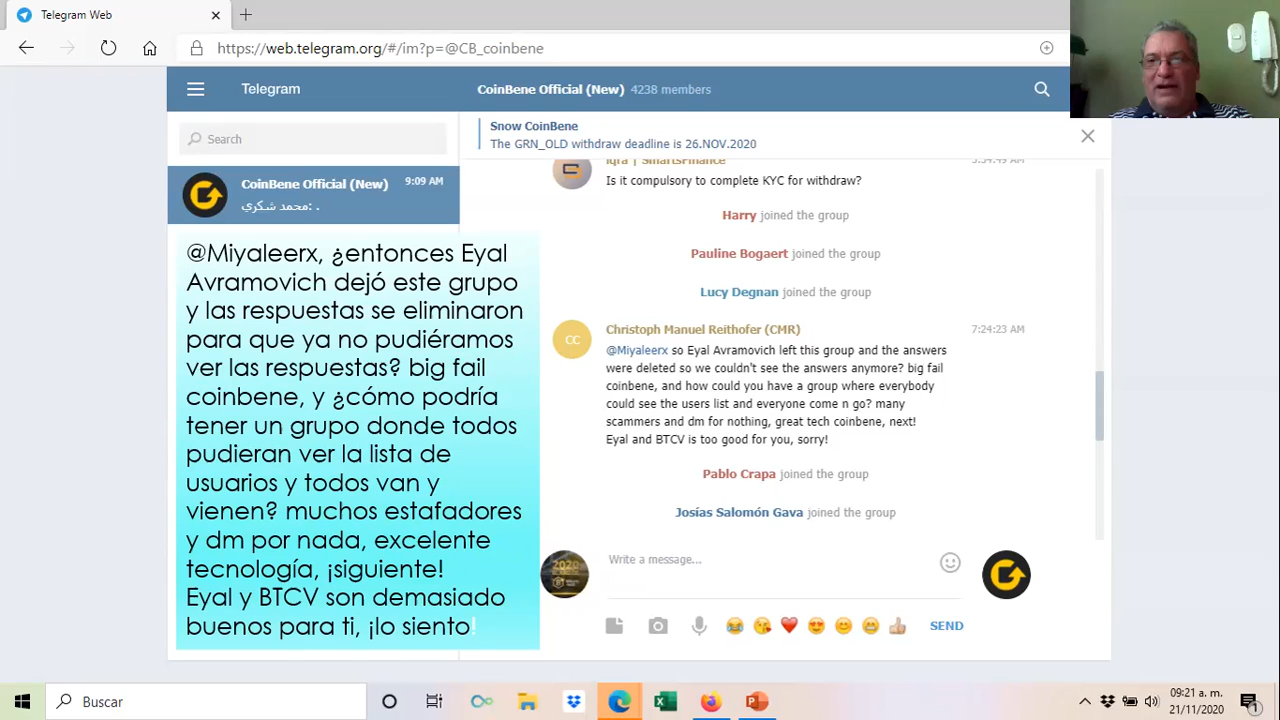 Telegram Web
https://web.telegram.org/#/im?p=@CB_coinbene
Telegram
CoinBene Official (New) 4238 members
Search
Snow CoinBene
The GRN_OLD withdraw deadline is 26.NOV.2020
CoinBene Official (New) 9:09 AM
محمد شكري: .
Iqra | SmartsFinance 3:54:49 AM
Is it compulsory to complete KYC for withdraw?
Harry joined the group
Pauline Bogaert joined the group
Lucy Degnan joined the group
Christoph Manuel Reithofer (CMR) 7:24:23 AM
CC
@Miyaleerx so Eyal Avramovich left this group and the answers
were deleted so we couldn't see the answers anymore? big fail
coinbene, and how could you have a group where everybody
could see the users list and everyone come n go? many
scammers and dm for nothing, great tech coinbene, next!
Eyal and BTCV is too good for you, sorry!
Pablo Crapa joined the group
Josías Salomón Gava joined the group
@Miyaleerx, ¿entonces Eyal
Avramovich dejó este grupo
y las respuestas se eliminaron
para que ya no pudiéramos
ver las respuestas? big fail
coinbene, y ¿cómo podría
tener un grupo donde todos
pudieran ver la lista de
usuarios y todos van y
vienen? muchos estafadores
y dm por nada, excelente
tecnología, ¡siguiente!
Eyal y BTCV son demasiado
buenos para ti, ¡lo siento!
Write a message...
2020
SEND
Buscar
09:21 a. m.
21/11/2020
1